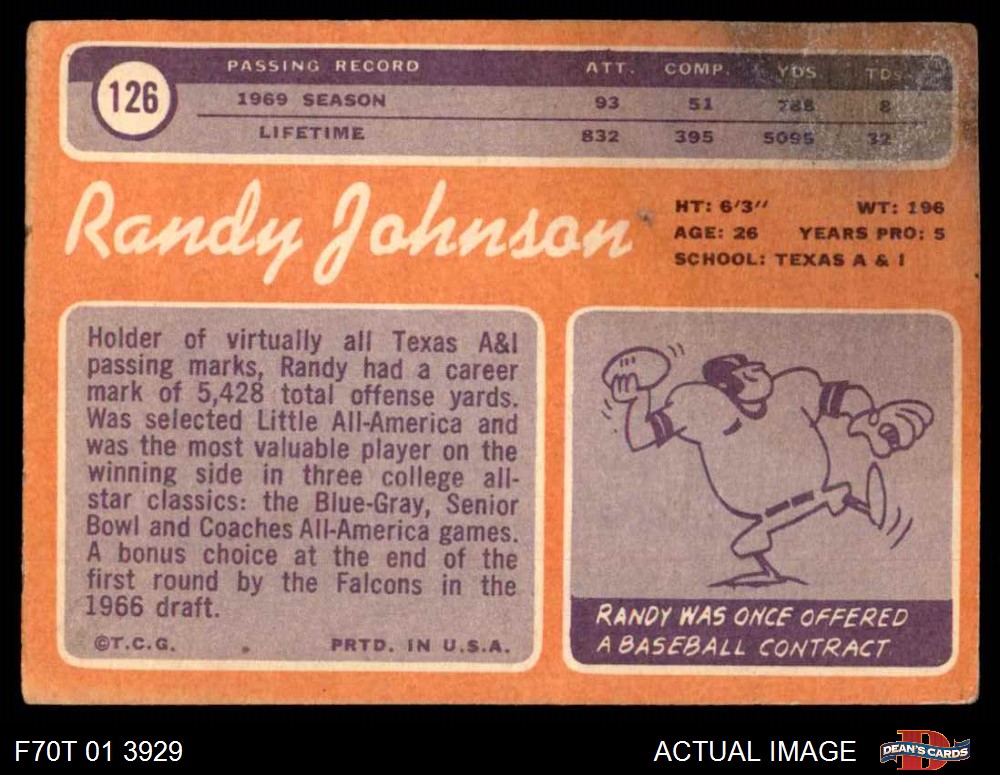 126
PASSING RECORD ATT. COMP. YDS TDs
1969 SEASON 93 51 788 8
LIFETIME 832 395 5095 32
Randy Johnson
HT: 6'3" WT: 196
AGE: 26 YEARS PRO: 5
SCHOOL: TEXAS A & I
Holder of virtually all Texas A&I
passing marks, Randy had a career
mark of 5,428 total offense yards.
Was selected Little All-America and
was the most valuable player on the
winning side in three college all-
star classics: the Blue-Gray, Senior
Bowl and Coaches All-America games.
A bonus choice at the end of the
first round by the Falcons in the
1966 draft.
©T.C.G. PRTD. IN U.S.A.
RANDY WAS ONCE OFFERED
A BASEBALL CONTRACT
F70T 01 3929 ACTUAL IMAGE DEAN'S CARDS